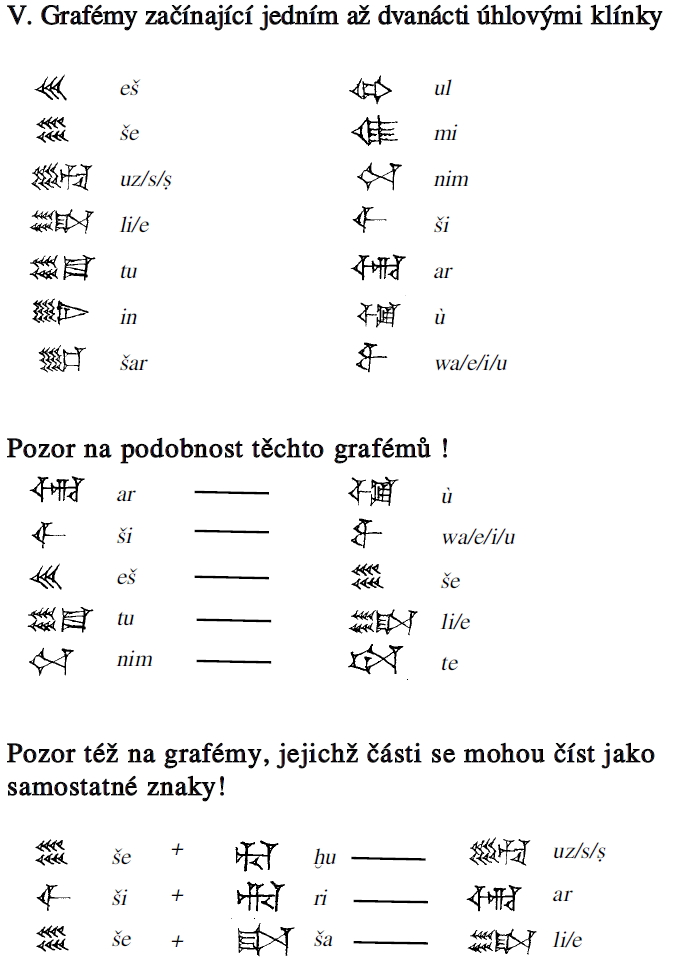 V. Grafémy začínající jedním až dvanácti úhlovými klínky
eš ul
še mi
uz/s/ṣ nim
li/e ši
tu ar
in ù
šar wa/e/i/u
Pozor na podobnost těchto grafémů !
ar ù
ši wa/e/i/u
eš še
tu li/e
nim te
Pozor též na grafémy, jejichž části se mohou číst jako
samostatné znaky!
še + ḫu uz/s/ṣ
ši + ri ar
še + ša li/e